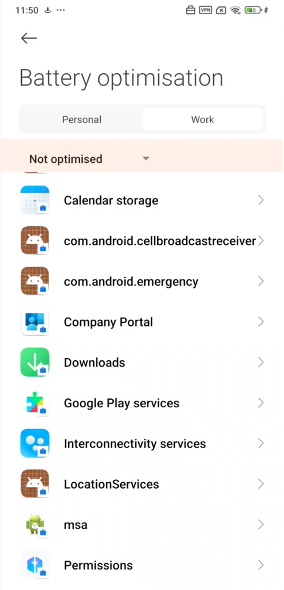 11:50
VPN
Battery optimisation
Personal
Work
Not optimised
Calendar storage
com.android.cellbroadcastreceiver
com.android.emergency
Company Portal
Downloads
Google Play services
Interconnectivity services
LocationServices
msa
Permissions